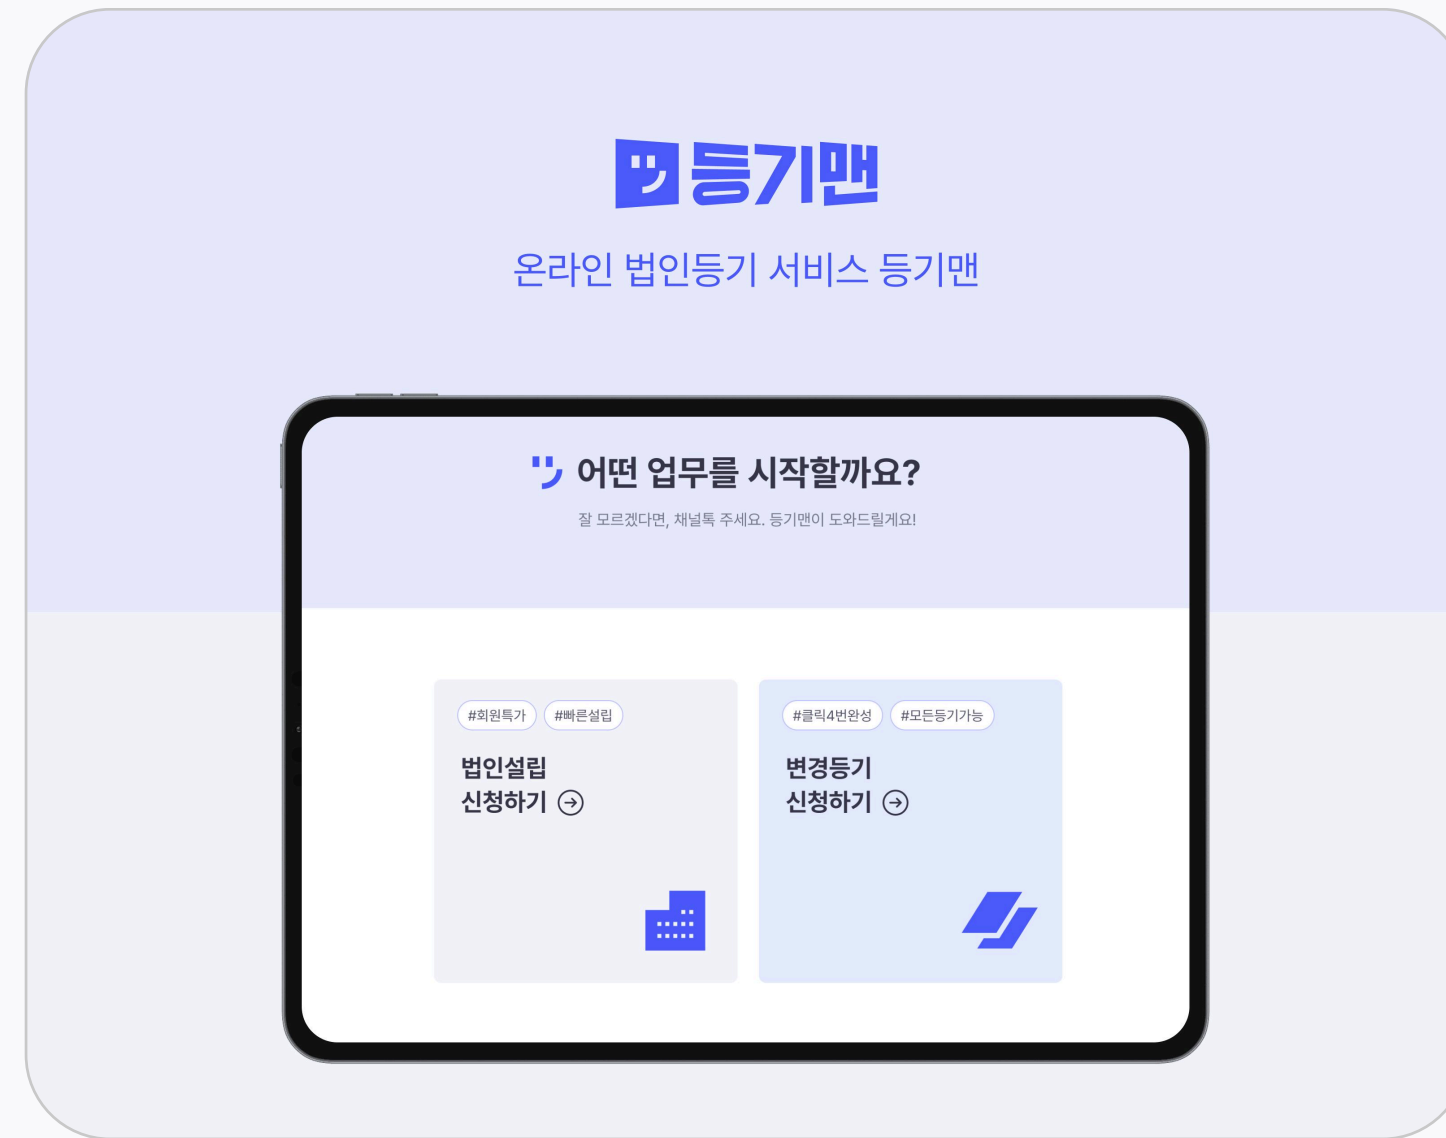 등기맨
온라인 법인등기 서비스 등기맨
어떤 업무를 시작할까요?
잘 모르겠다면, 채널톡 주세요. 등기맨이 도와드릴게요!
#회원특가 #빠른설립
법인설립
신청하기
#클릭4번완성 #모든등기가능
변경등기
신청하기